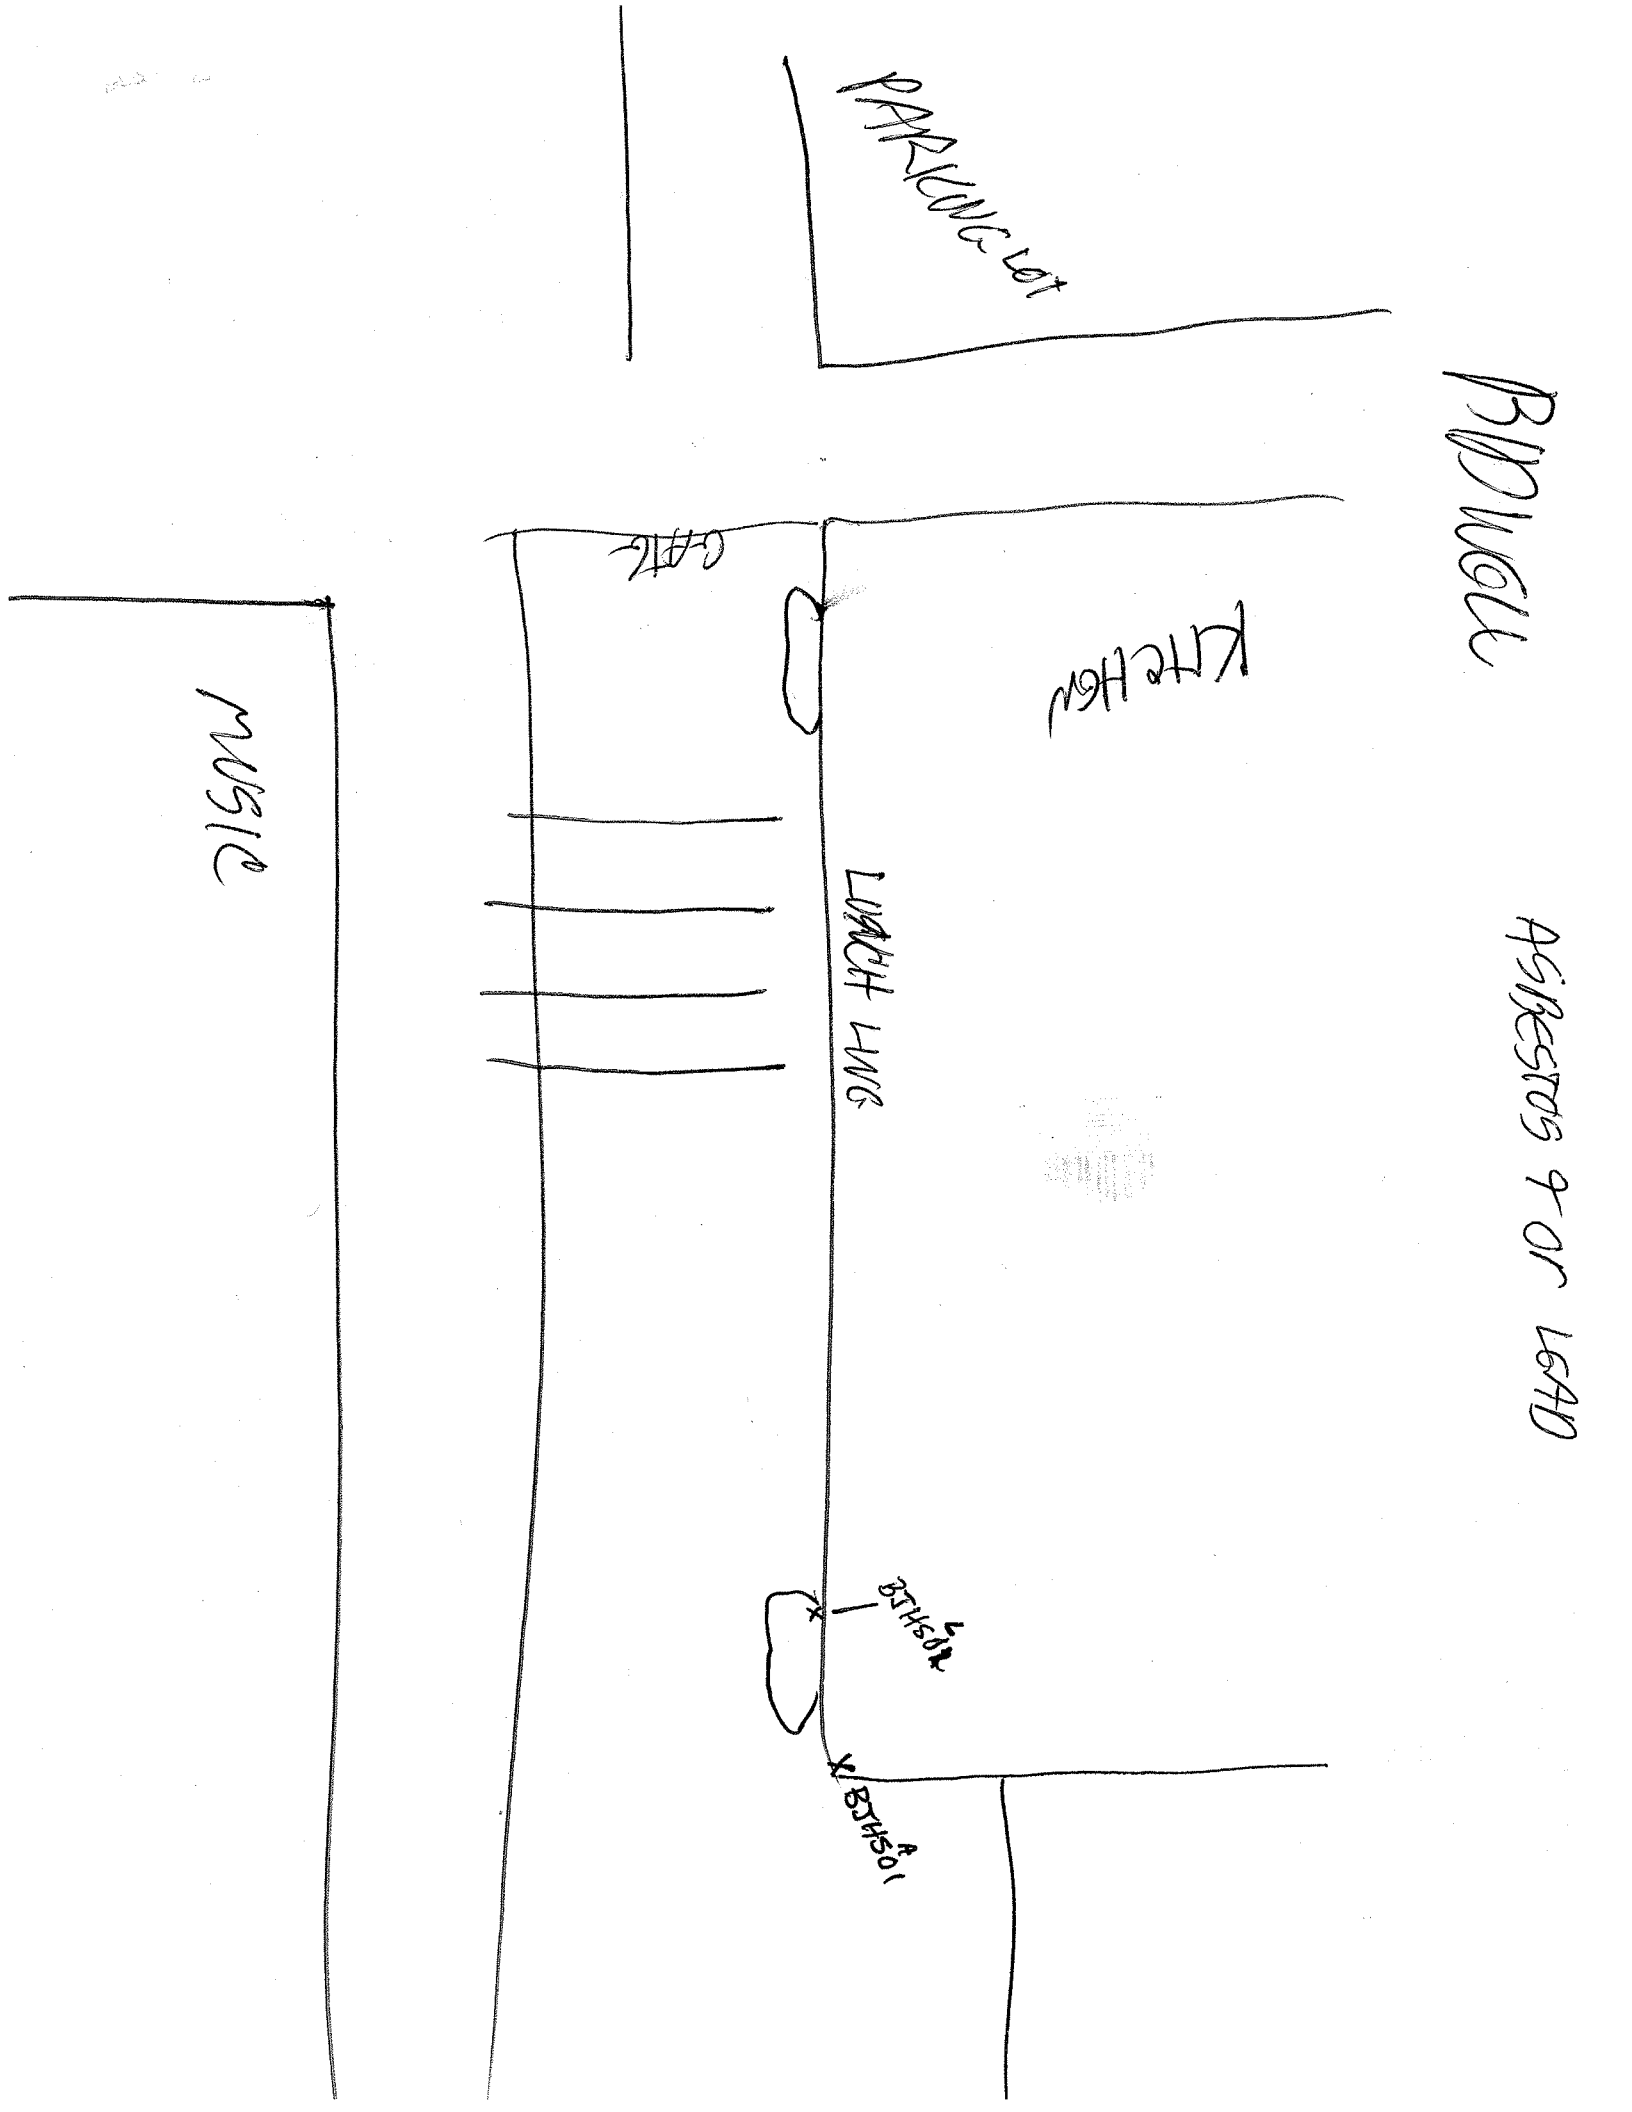 BIDWELL
ASBESTOS & or LEAD
PARKING Lot
KITCHEN
GATE
LUNCH LINE
MUSIC
L
BJHS02
A
BJHS01